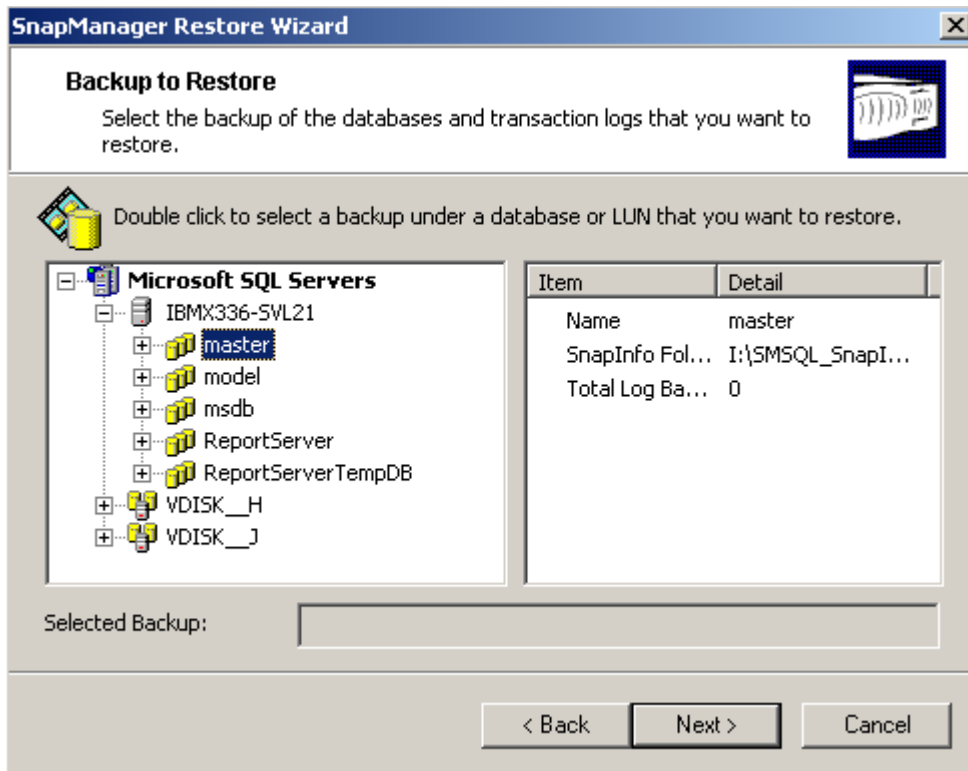 SnapManager Restore Wizard
Backup to Restore
Select the backup of the databases and transaction logs that you want to
restore.
Double click to select a backup under a database or LUN that you want to restore.
Microsoft SQL Servers
IBMX336-SVL21
master
model
msdb
ReportServer
ReportServerTempDB
VDISK__H
VDISK__J
Item Detail
Name master
SnapInfo Fol... I:\SMSQL_SnapI...
Total Log Ba... 0
Selected Backup:
< Back Next > Cancel